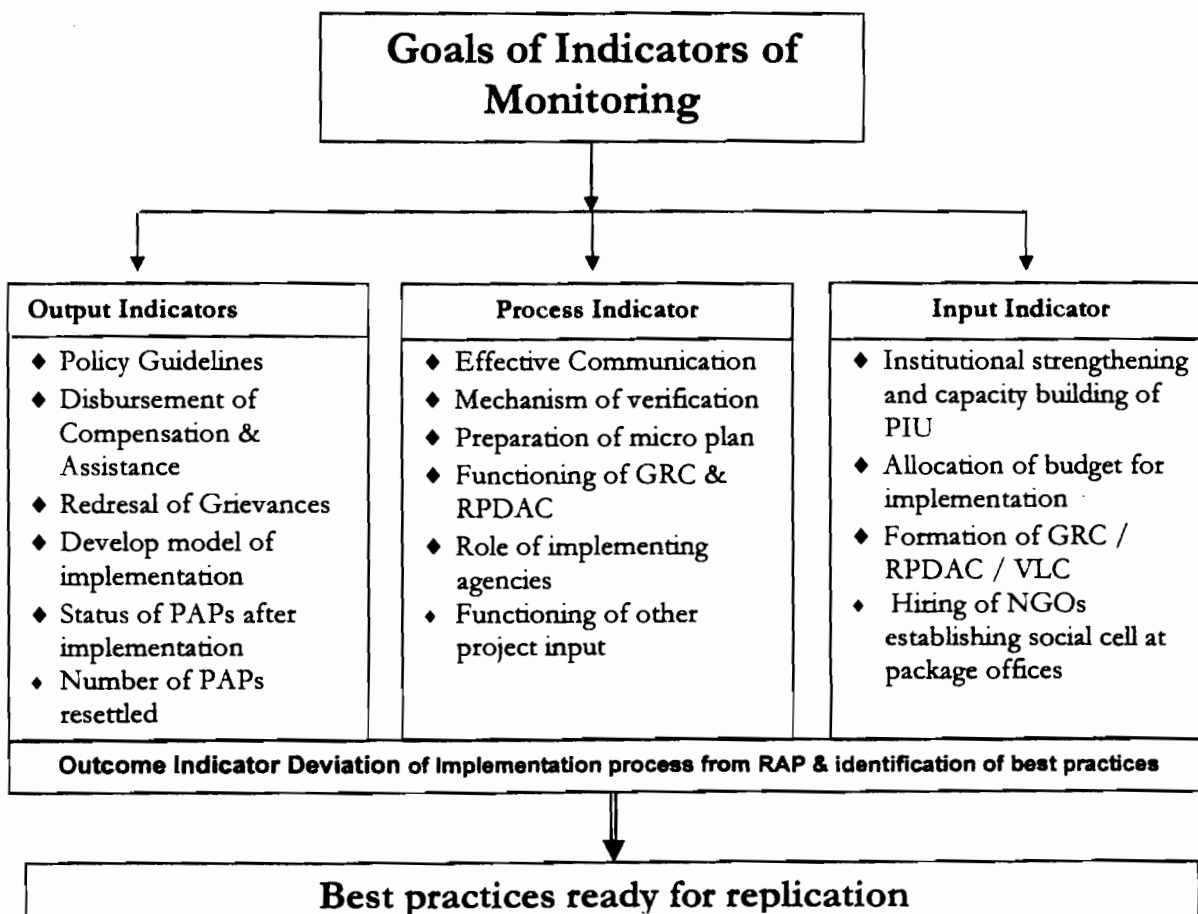 Goals of Indicators of
Monitoring
Output Indicators
◆ Policy Guidelines
◆ Disbursement of
Compensation &
Assistance
◆ Redresal of Grievances
◆ Develop model of
implementation
◆ Status of PAPs after
implementation
◆ Number of PAPs
resettled
Process Indicator
◆ Effective Communication
◆ Mechanism of verification
◆ Preparation of micro plan
◆ Functioning of GRC &
RPDAC
◆ Role of implementing
agencies
◆ Functioning of other
project input
Input Indicator
◆ Institutional strengthening
and capacity building of
PIU
◆ Allocation of budget for
implementation
◆ Formation of GRC /
RPDAC / VLC
◆ Hiring of NGOs
establishing social cell at
package offices
Outcome Indicator Deviation of Implementation process from RAP & identification of best practices
Best practices ready for replication